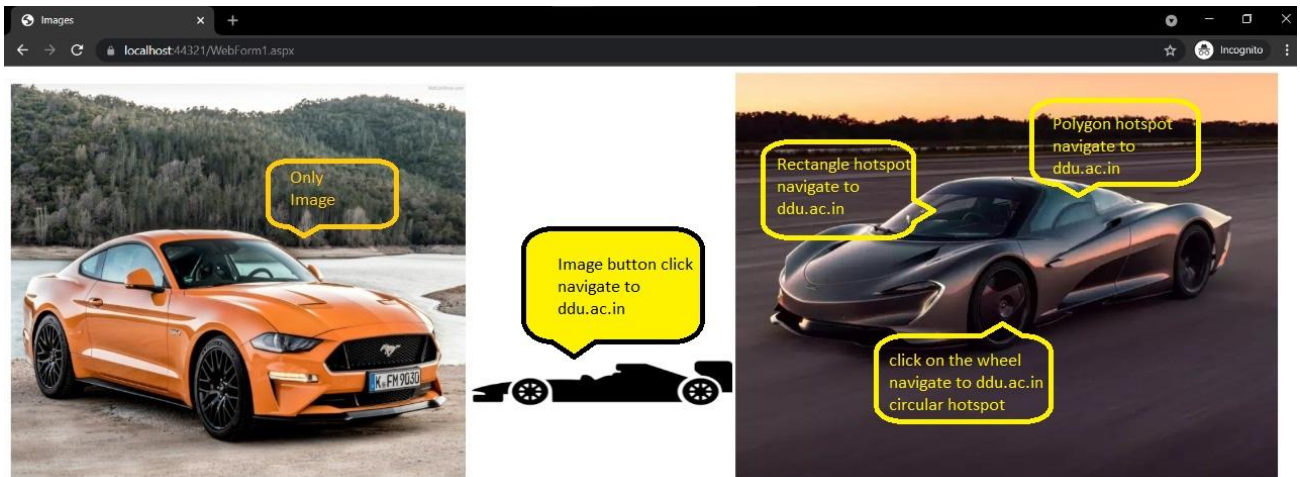 Images
localhost:44321/WebForm1.aspx
Incognito
Only
Image
K FM 9030
Image button click
navigate to
ddu.ac.in
Rectangle hotspot
navigate to
ddu.ac.in
Polygon hotspot
navigate to
ddu.ac.in
click on the wheel
navigate to ddu.ac.in
circular hotspot